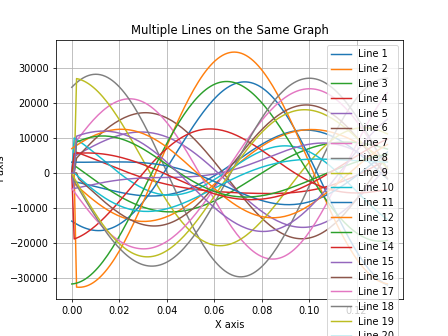 Multiple Lines on the Same Graph
30000
20000
10000
0
−10000
−20000
−30000
0.00
0.02
0.04
0.06
0.08
0.10
X axis
Line 1
Line 2
Line 3
Line 4
Line 5
Line 6
Line 7
Line 8
Line 9
Line 10
Line 11
Line 12
Line 13
Line 14
Line 15
Line 16
Line 17
Line 18
Line 19
Line 20